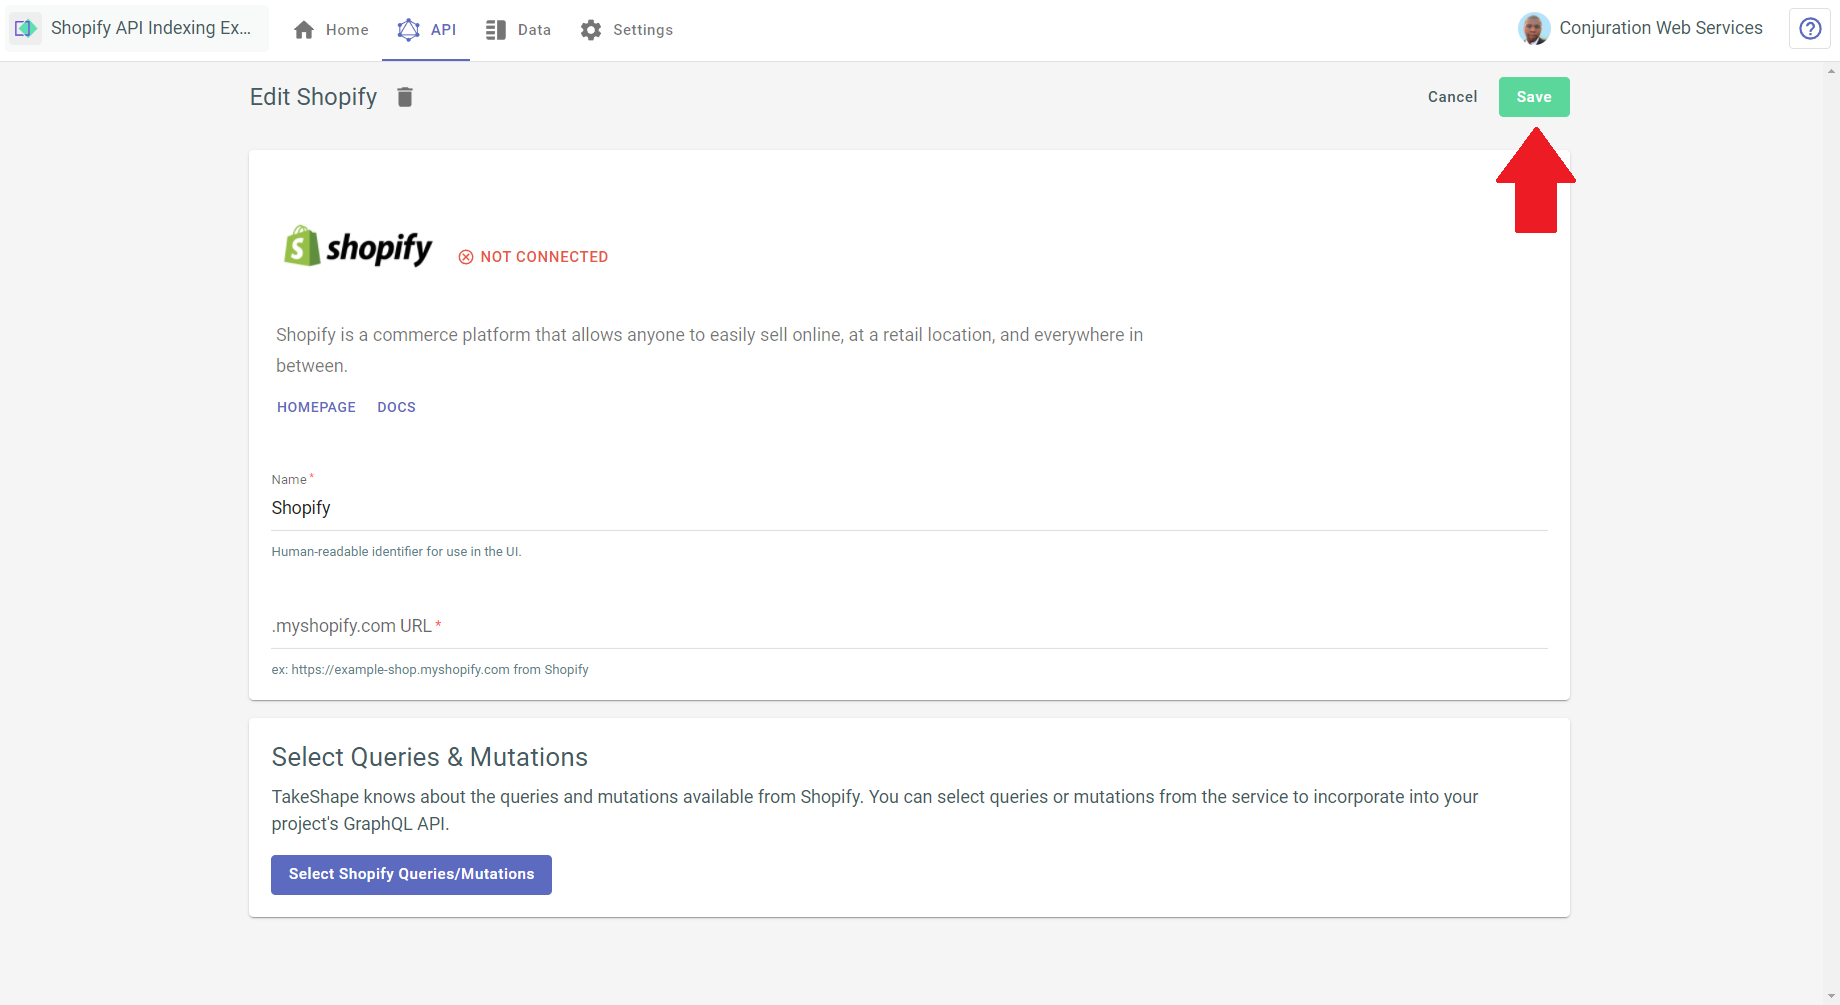 Shopify API Indexing Ex...
Home
API
Data
Settings
Conjuration Web Services
Edit Shopify
Cancel
Save
shopify
NOT CONNECTED
Shopify is a commerce platform that allows anyone to easily sell online, at a retail location, and everywhere in
between.
HOMEPAGE DOCS
Name *
Shopify
Human-readable identifier for use in the UI.
.myshopify.com URL *
ex: https://example-shop.myshopify.com from Shopify
Select Queries & Mutations
TakeShape knows about the queries and mutations available from Shopify. You can select queries or mutations from the service to incorporate into your
project's GraphQL API.
Select Shopify Queries/Mutations